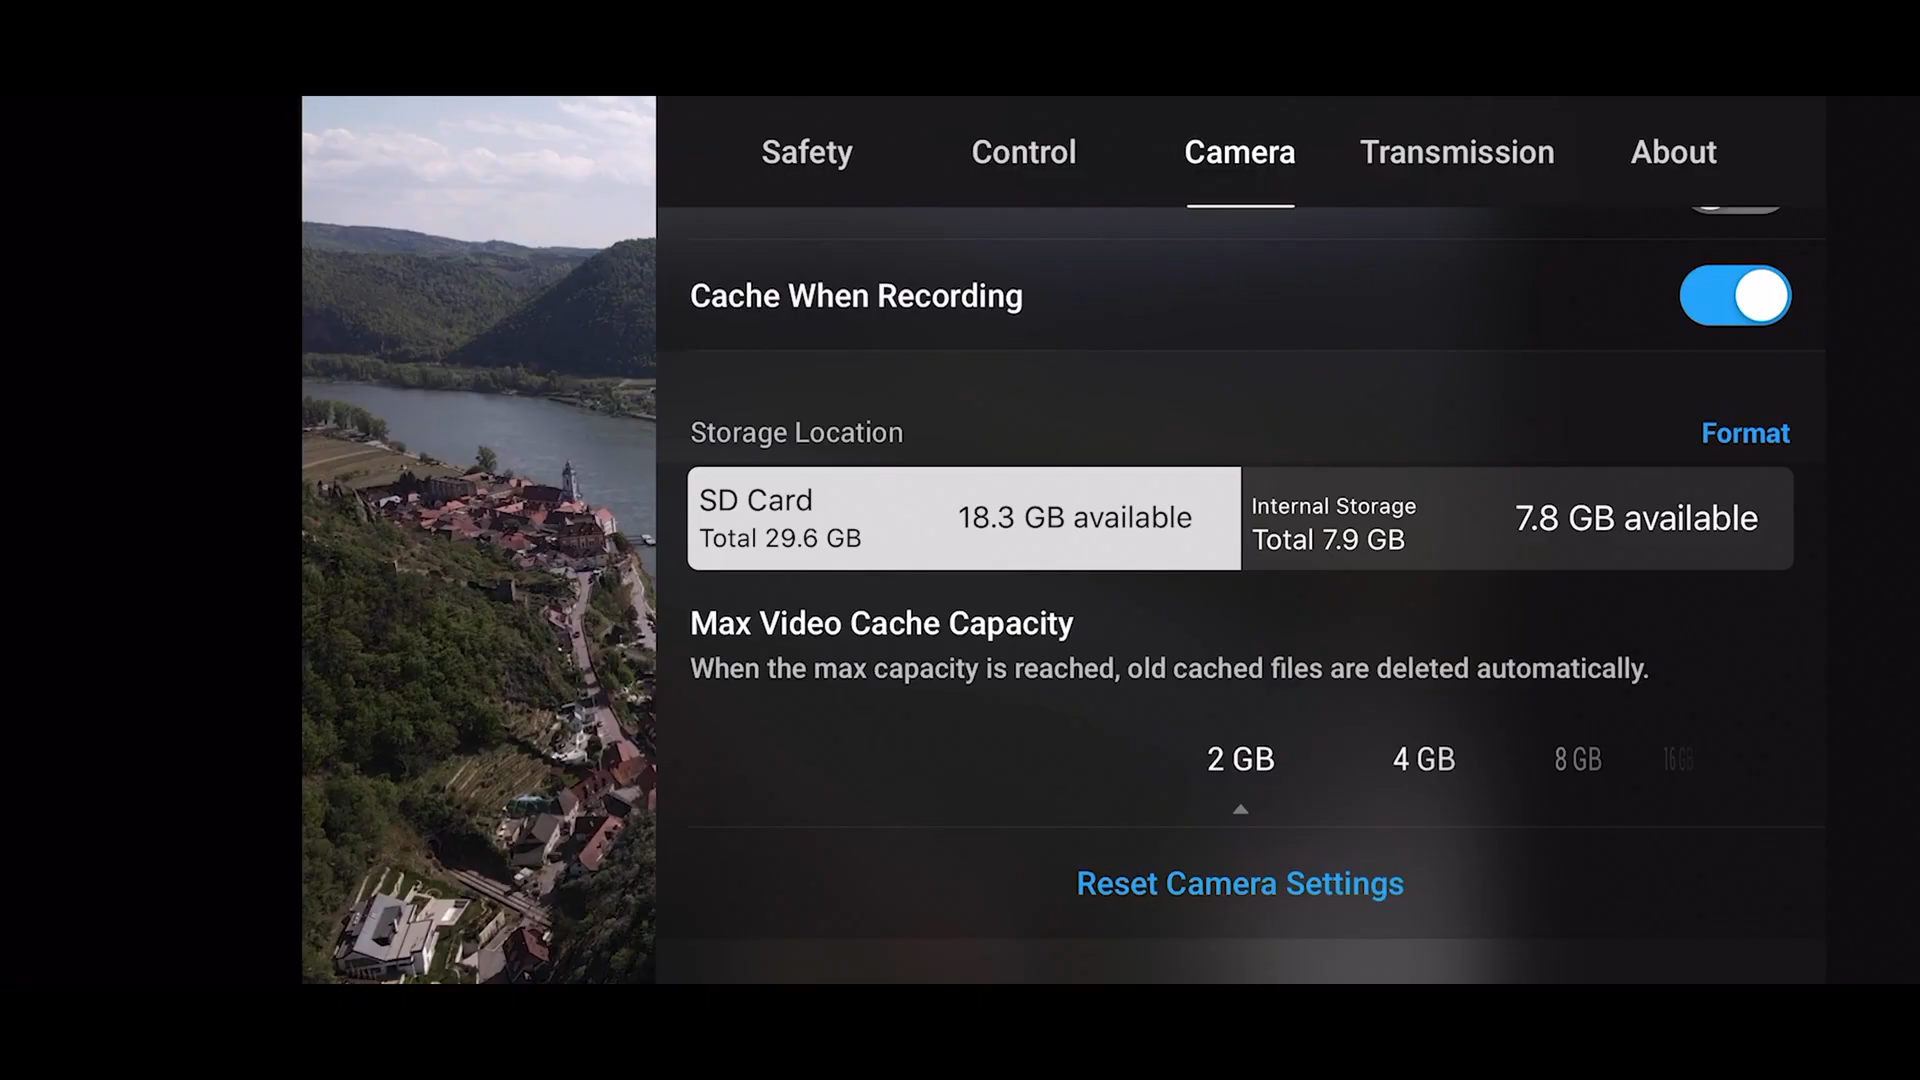 Safety Control Camera Transmission About
Cache When Recording
Storage Location Format
SD Card
Total 29.6 GB
18.3 GB available
Internal Storage
Total 7.9 GB
7.8 GB available
Max Video Cache Capacity
When the max capacity is reached, old cached files are deleted automatically.
2 GB 4 GB 8 GB 16 GB
Reset Camera Settings